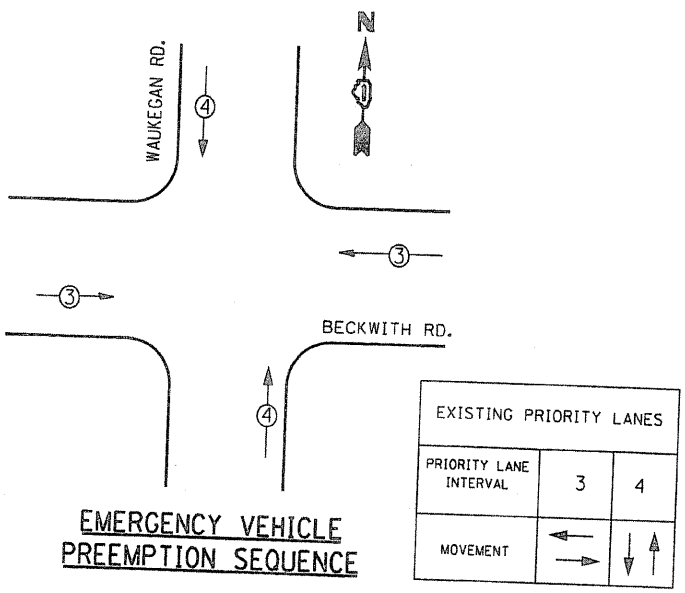 N
WAUKEGAN RD.
4
3
3
BECKWITH RD.
4
EMERGENCY VEHICLE
PREEMPTION SEQUENCE
EXISTING PRIORITY LANES
PRIORITY LANE
INTERVAL
3
4
MOVEMENT